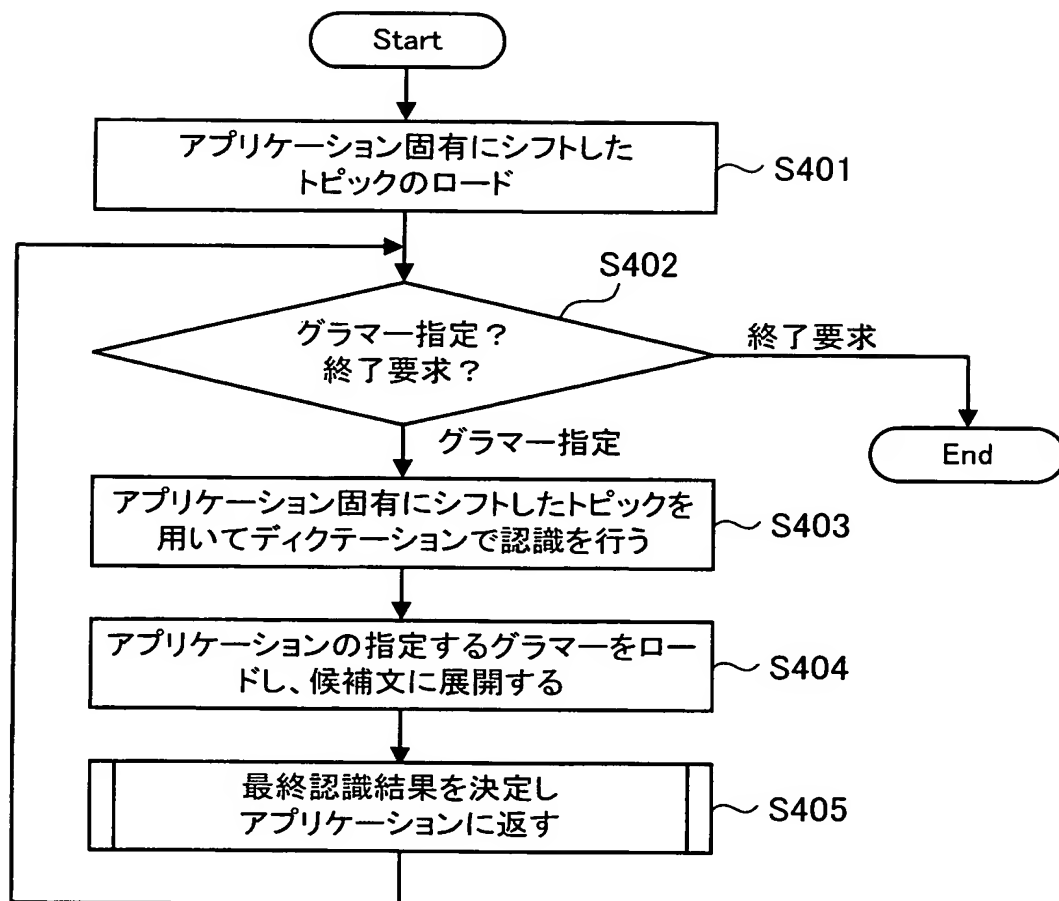 Start
アプリケーション固有にシフトした
トピックのロード
S401
S402
グラマー指定?
終了要求?
終了要求
グラマー指定
End
アプリケーション固有にシフトしたトピックを
用いてディクテーションで認識を行う
S403
アプリケーションの指定するグラマーをロー
ドし、候補文に展開する
S404
最終認識結果を決定し
アプリケーションに返す
S405